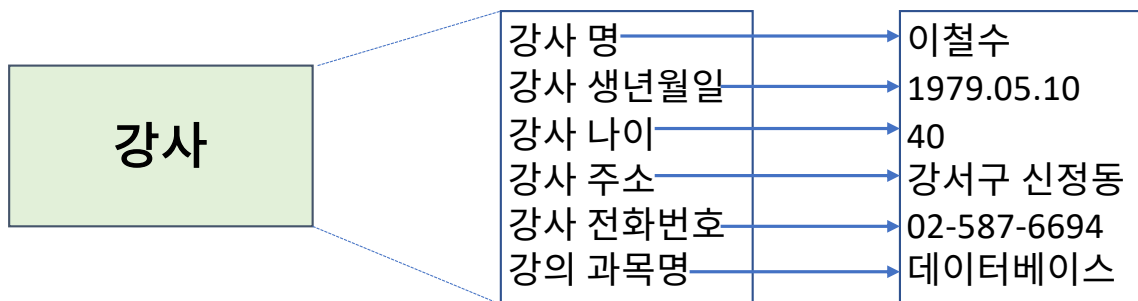 강사
강사 명
강사 생년월일
강사 나이
강사 주소
강사 전화번호
강의 과목명
이철수
1979.05.10
40
강서구 신정동
02-587-6694
데이터베이스